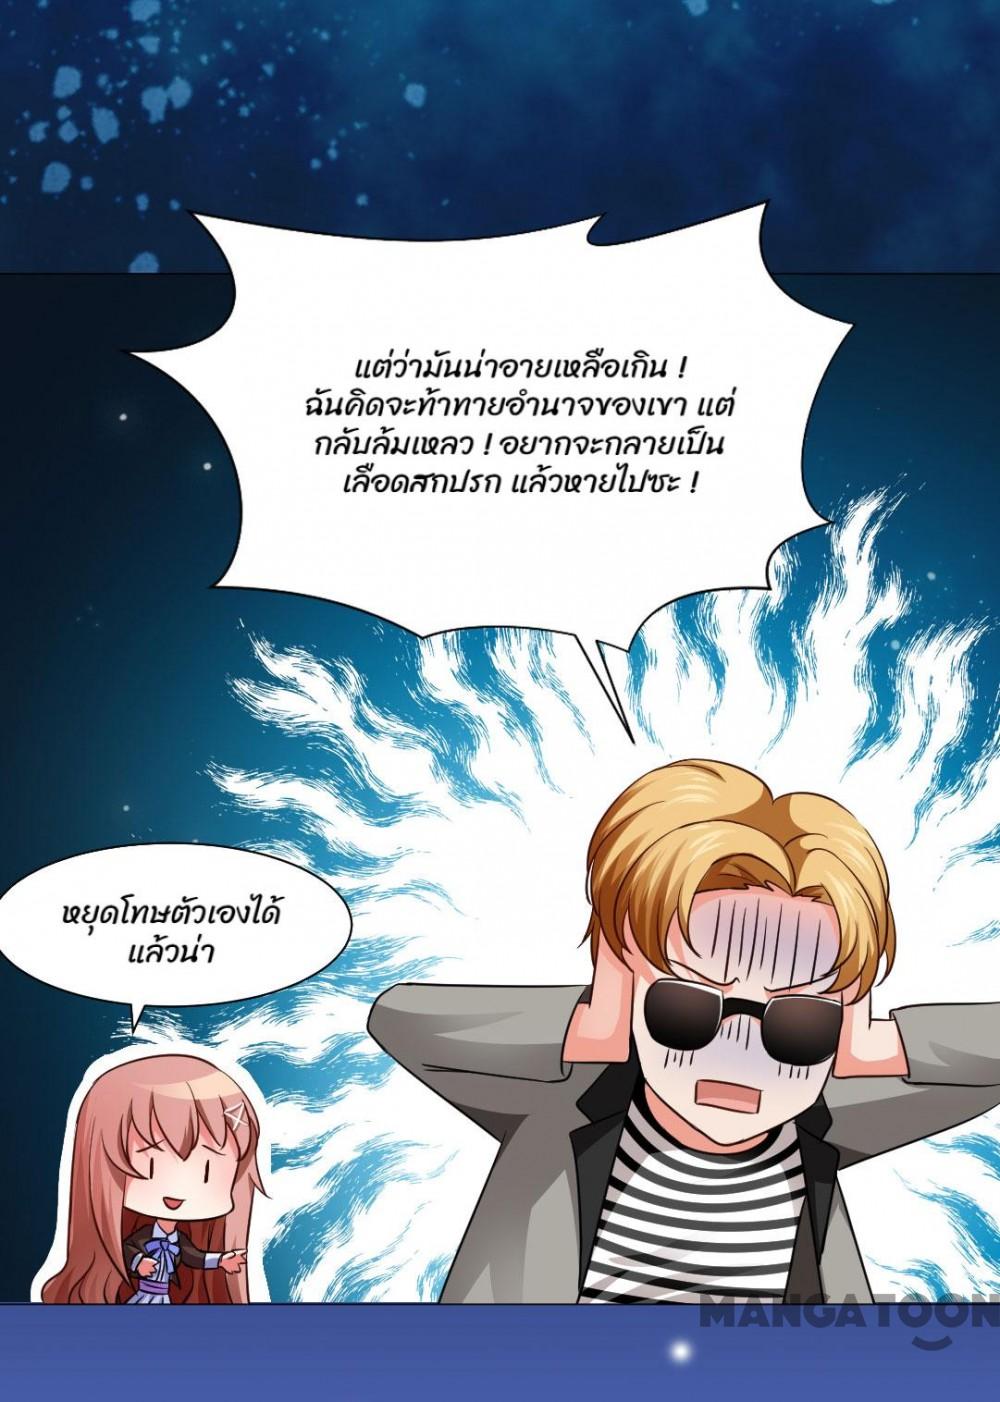 แต่ว่ามันน่าอายเหลือเกิน !
ฉันคิดจะท้าทายอำนาจของเขา แต่
กลับล้มเหลว ! อยากจะกลายเป็น
เลือดสกปรก แล้วหายไปซะ !
หยุดโทษตัวเองได้
แล้วน่า
MANGATOON